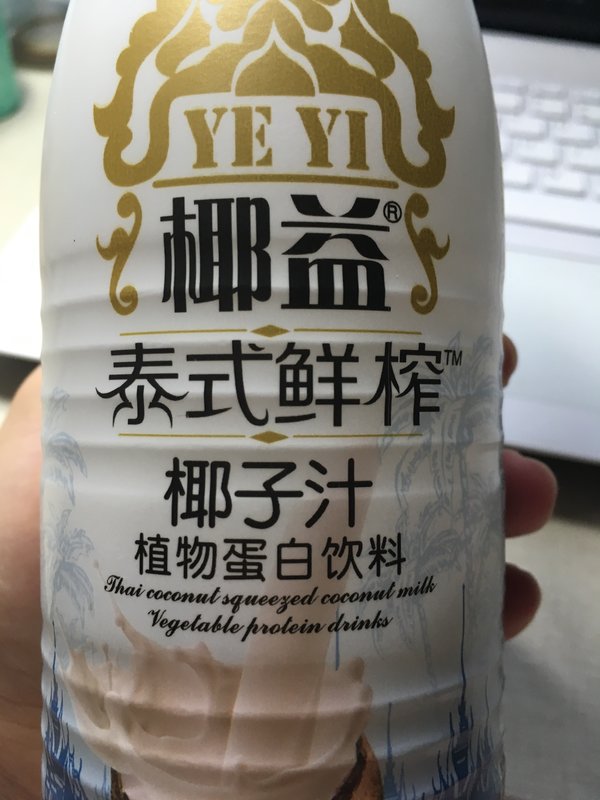 YE YI
椰益®
泰式鲜榨™
椰子汁
植物蛋白饮料
Thai coconut squeezed coconut milk
Vegetable protein drinks